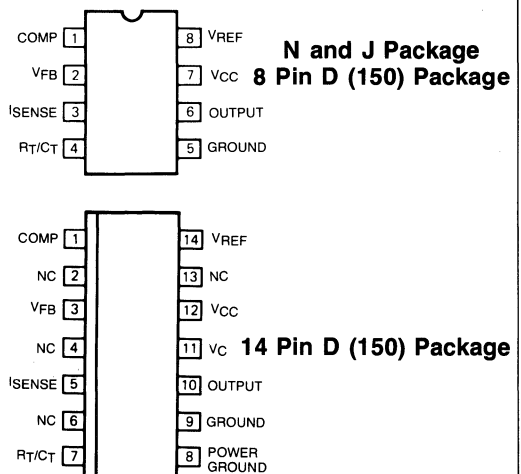 COMP 1 8 VREF
VFB 2 7 VCC
ISENSE 3 6 OUTPUT
RT/CT 4 5 GROUND
N and J Package
8 Pin D (150) Package
COMP 1 14 VREF
NC 2 13 NC
VFB 3 12 VCC
NC 4 11 VC
ISENSE 5 10 OUTPUT
NC 6 9 GROUND
RT/CT 7 8 POWER
GROUND
14 Pin D (150) Package